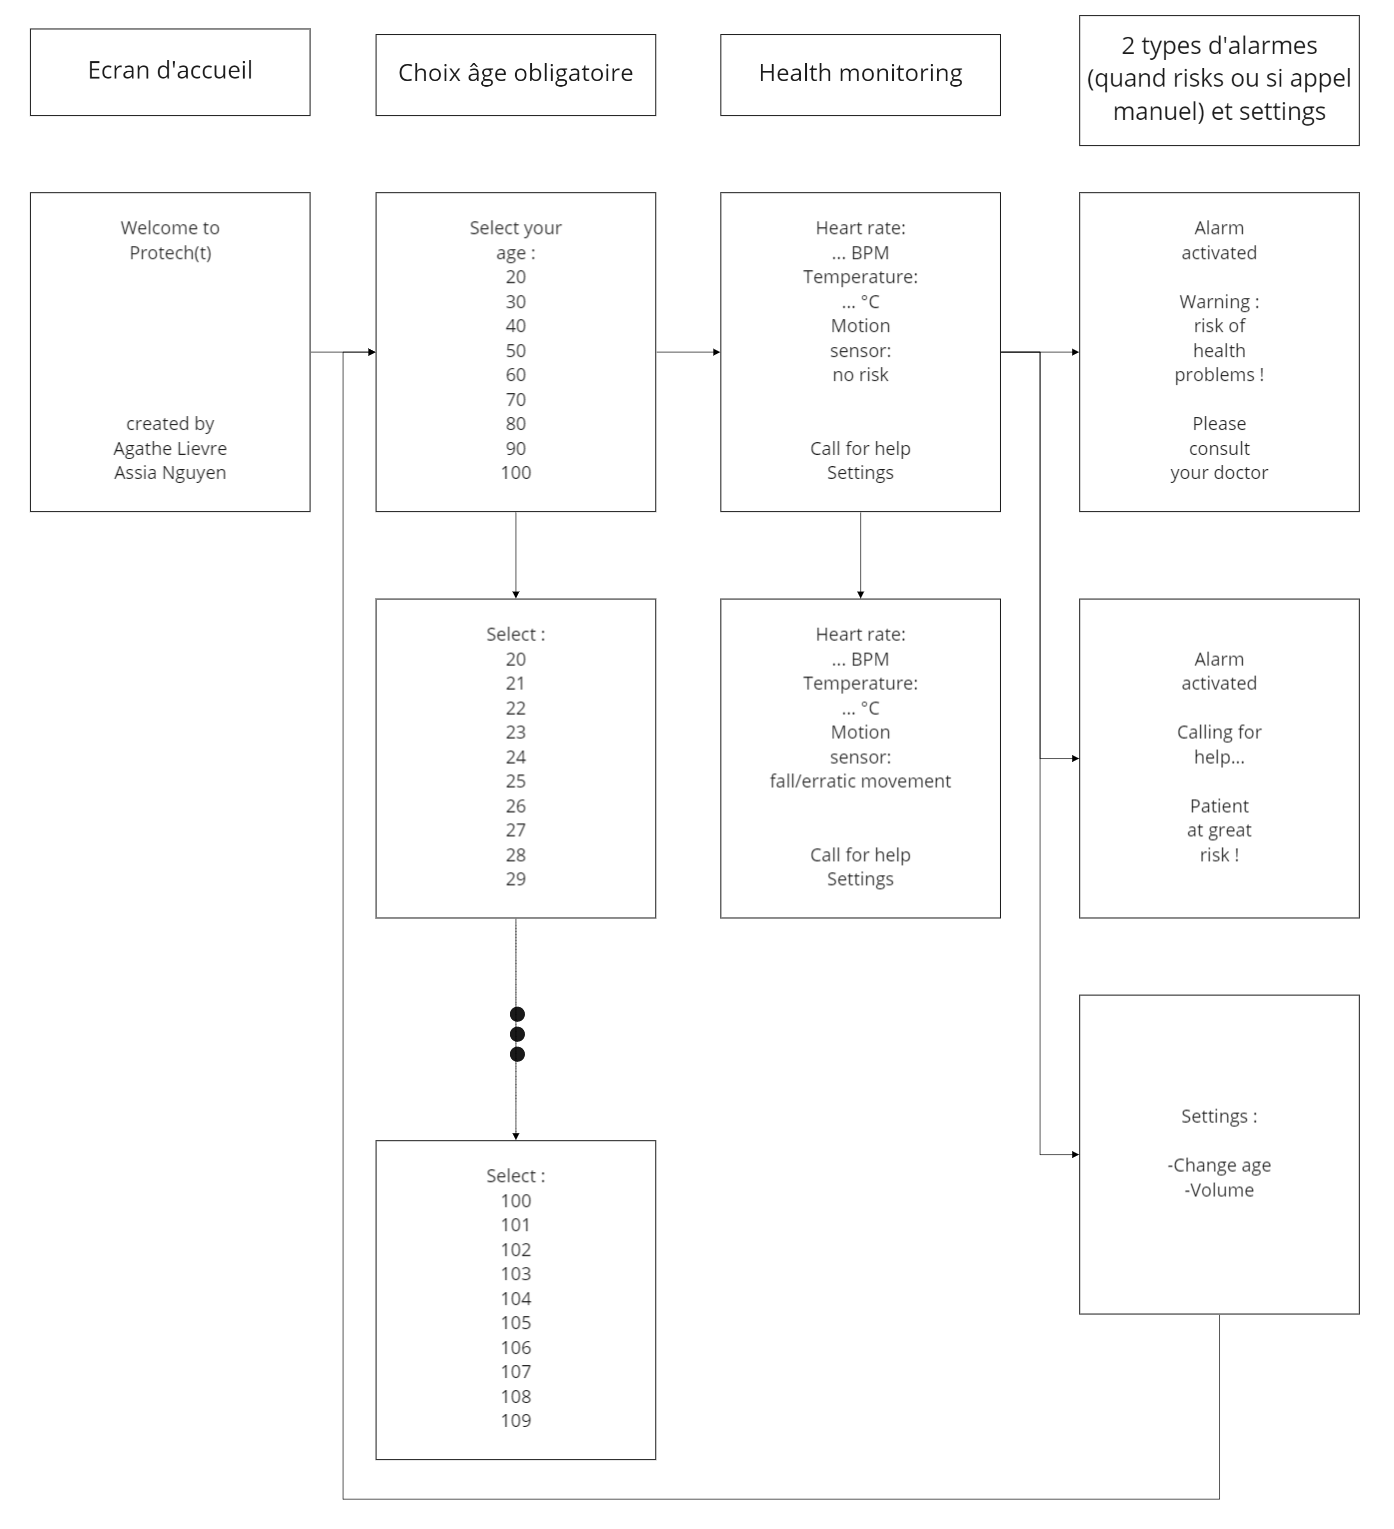 Ecran d'accueil
Choix âge obligatoire
Health monitoring
2 types d'alarmes
(quand risks ou si appel
manuel) et settings
Welcome to
Protech(t)
created by
Agathe Lievre
Assia Nguyen
Select your
age :
20
30
40
50
60
70
80
90
100
Heart rate:
... BPM
Temperature:
... °C
Motion
sensor:
no risk
Call for help
Settings
Alarm
activated
Warning :
risk of
health
problems !
Please
consult
your doctor
Select :
20
21
22
23
24
25
26
27
28
29
Heart rate:
... BPM
Temperature:
... °C
Motion
sensor:
fall/erratic movement
Call for help
Settings
Alarm
activated
Calling for
help...
Patient
at great
risk !
Select :
100
101
102
103
104
105
106
107
108
109
Settings :
-Change age
-Volume